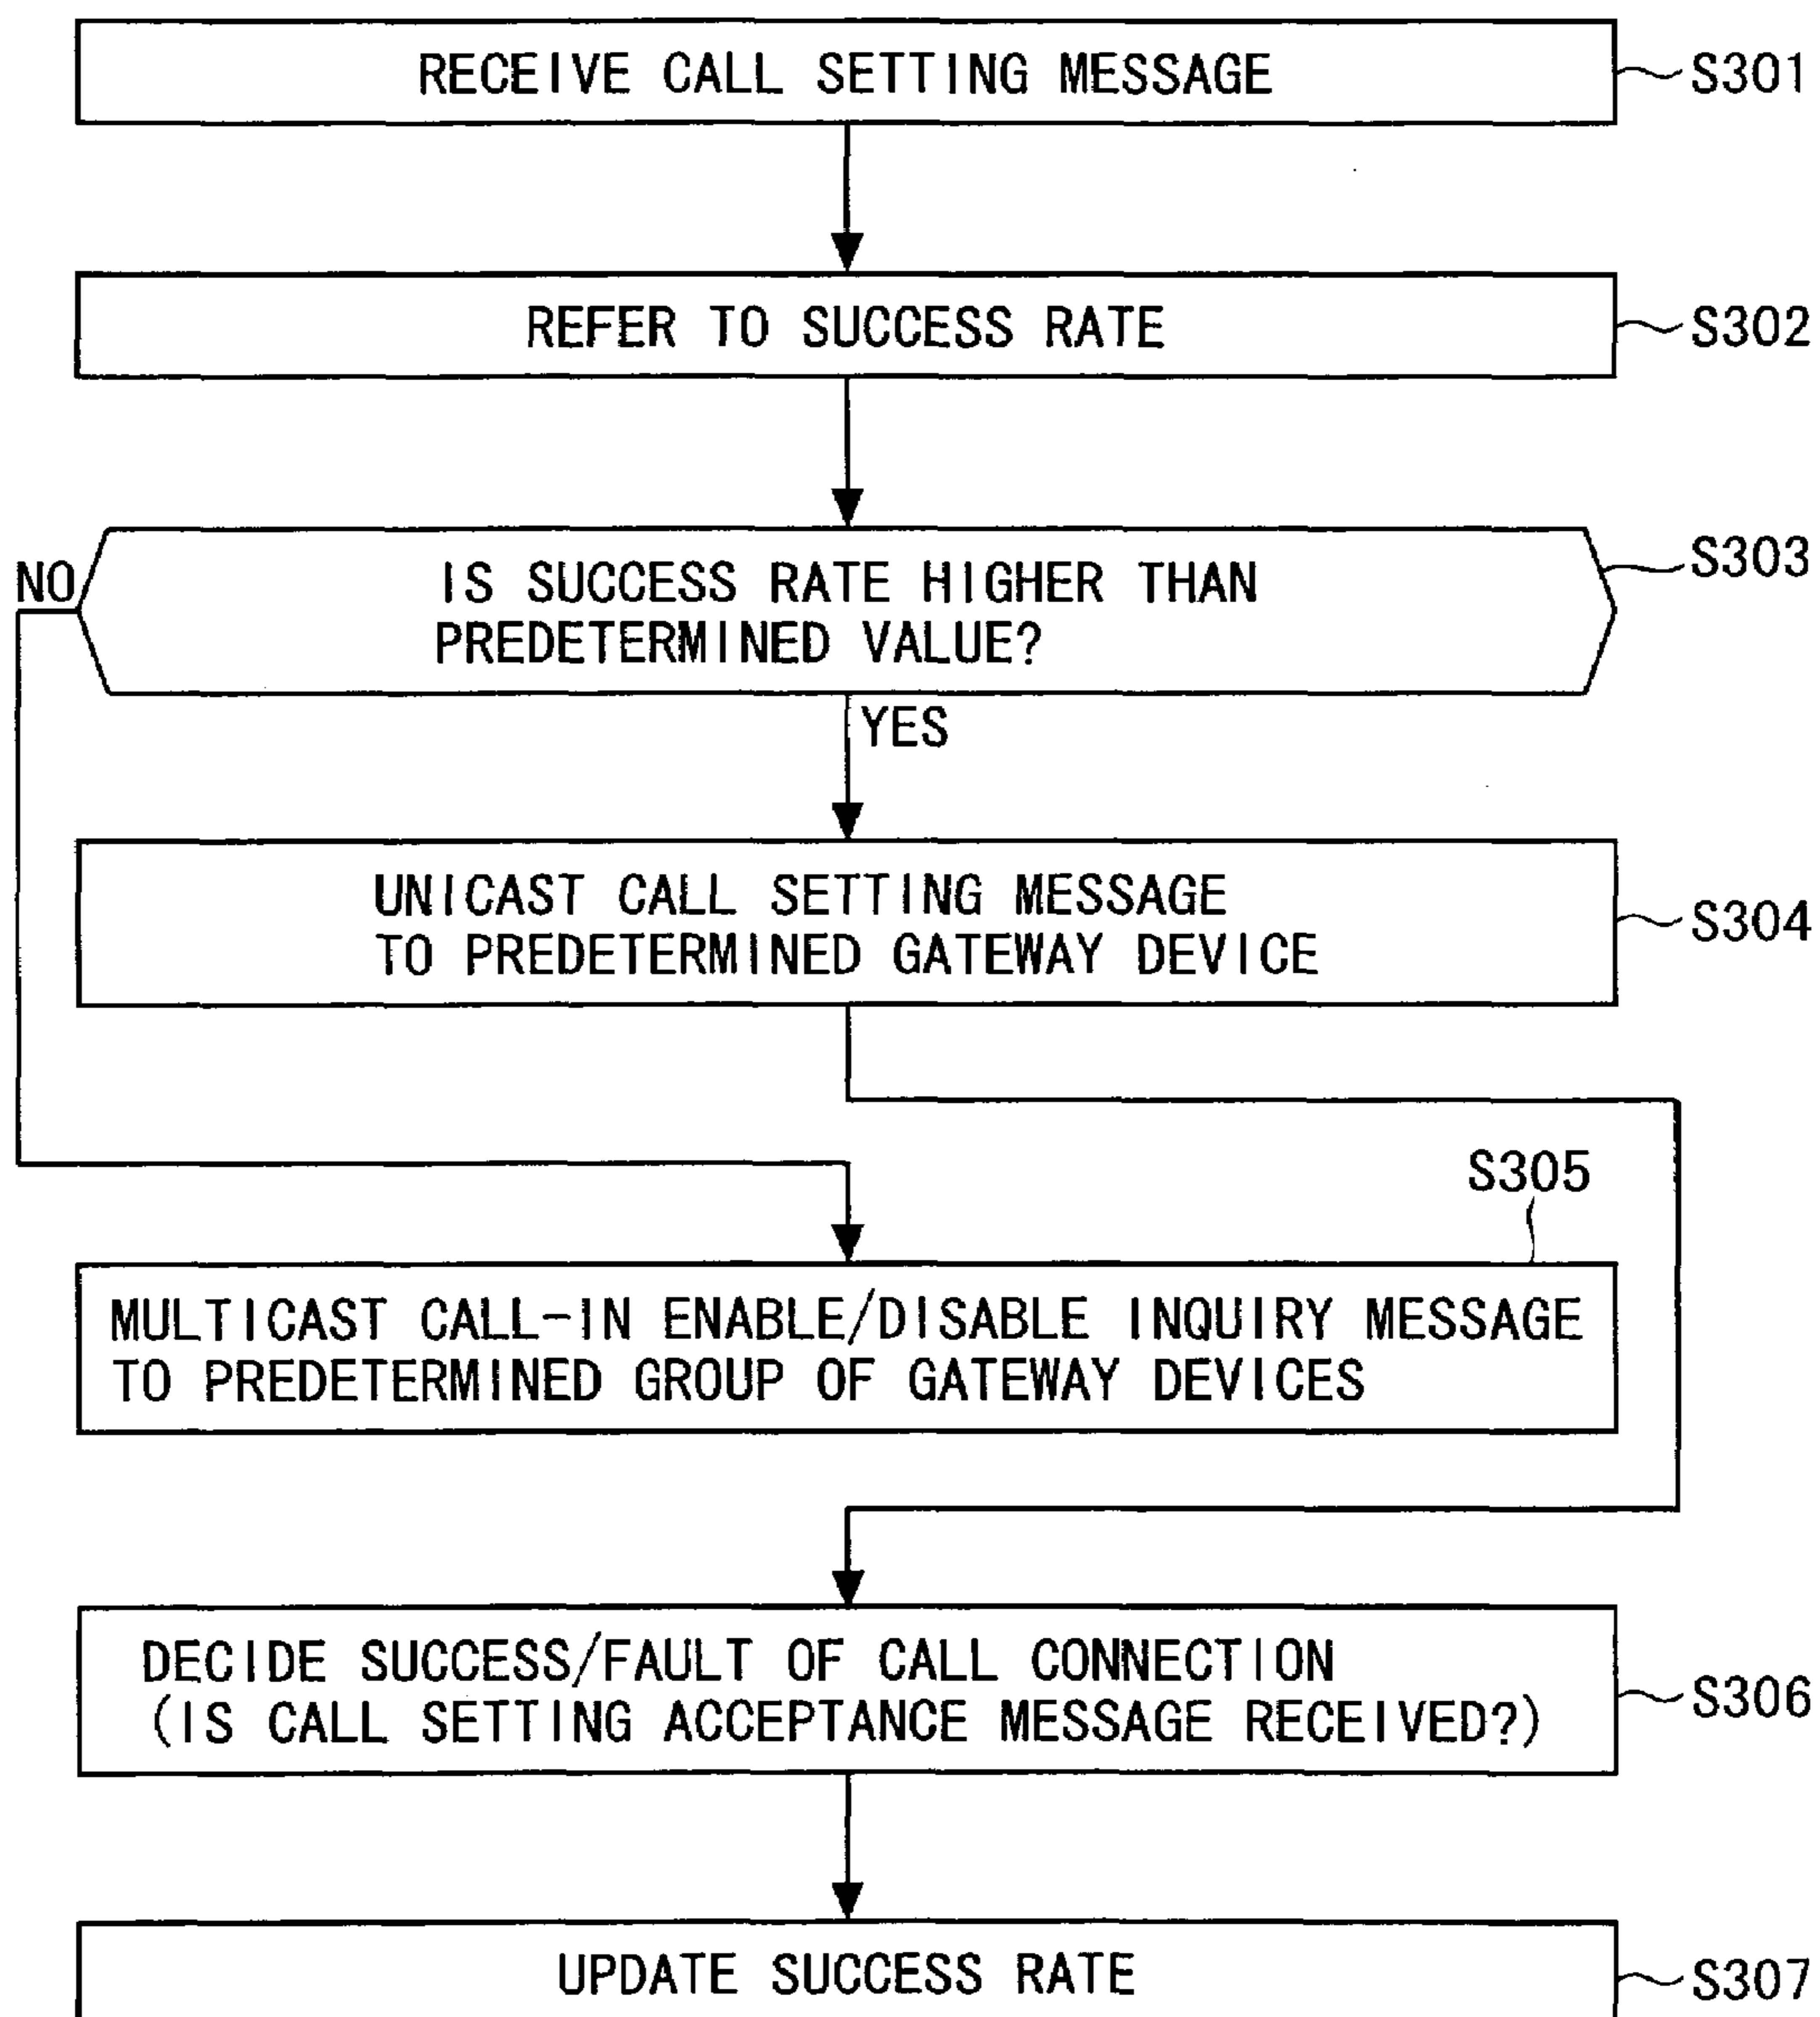 RECEIVE CALL SETTING MESSAGE
S301
REFER TO SUCCESS RATE
S302
NO
IS SUCCESS RATE HIGHER THAN
PREDETERMINED VALUE?
S303
YES
UNICAST CALL SETTING MESSAGE
TO PREDETERMINED GATEWAY DEVICE
S304
S305
MULTICAST CALL-IN ENABLE/DISABLE INQUIRY MESSAGE
TO PREDETERMINED GROUP OF GATEWAY DEVICES
DECIDE SUCCESS/FAULT OF CALL CONNECTION
(IS CALL SETTING ACCEPTANCE MESSAGE RECEIVED?)
S306
UPDATE SUCCESS RATE
S307